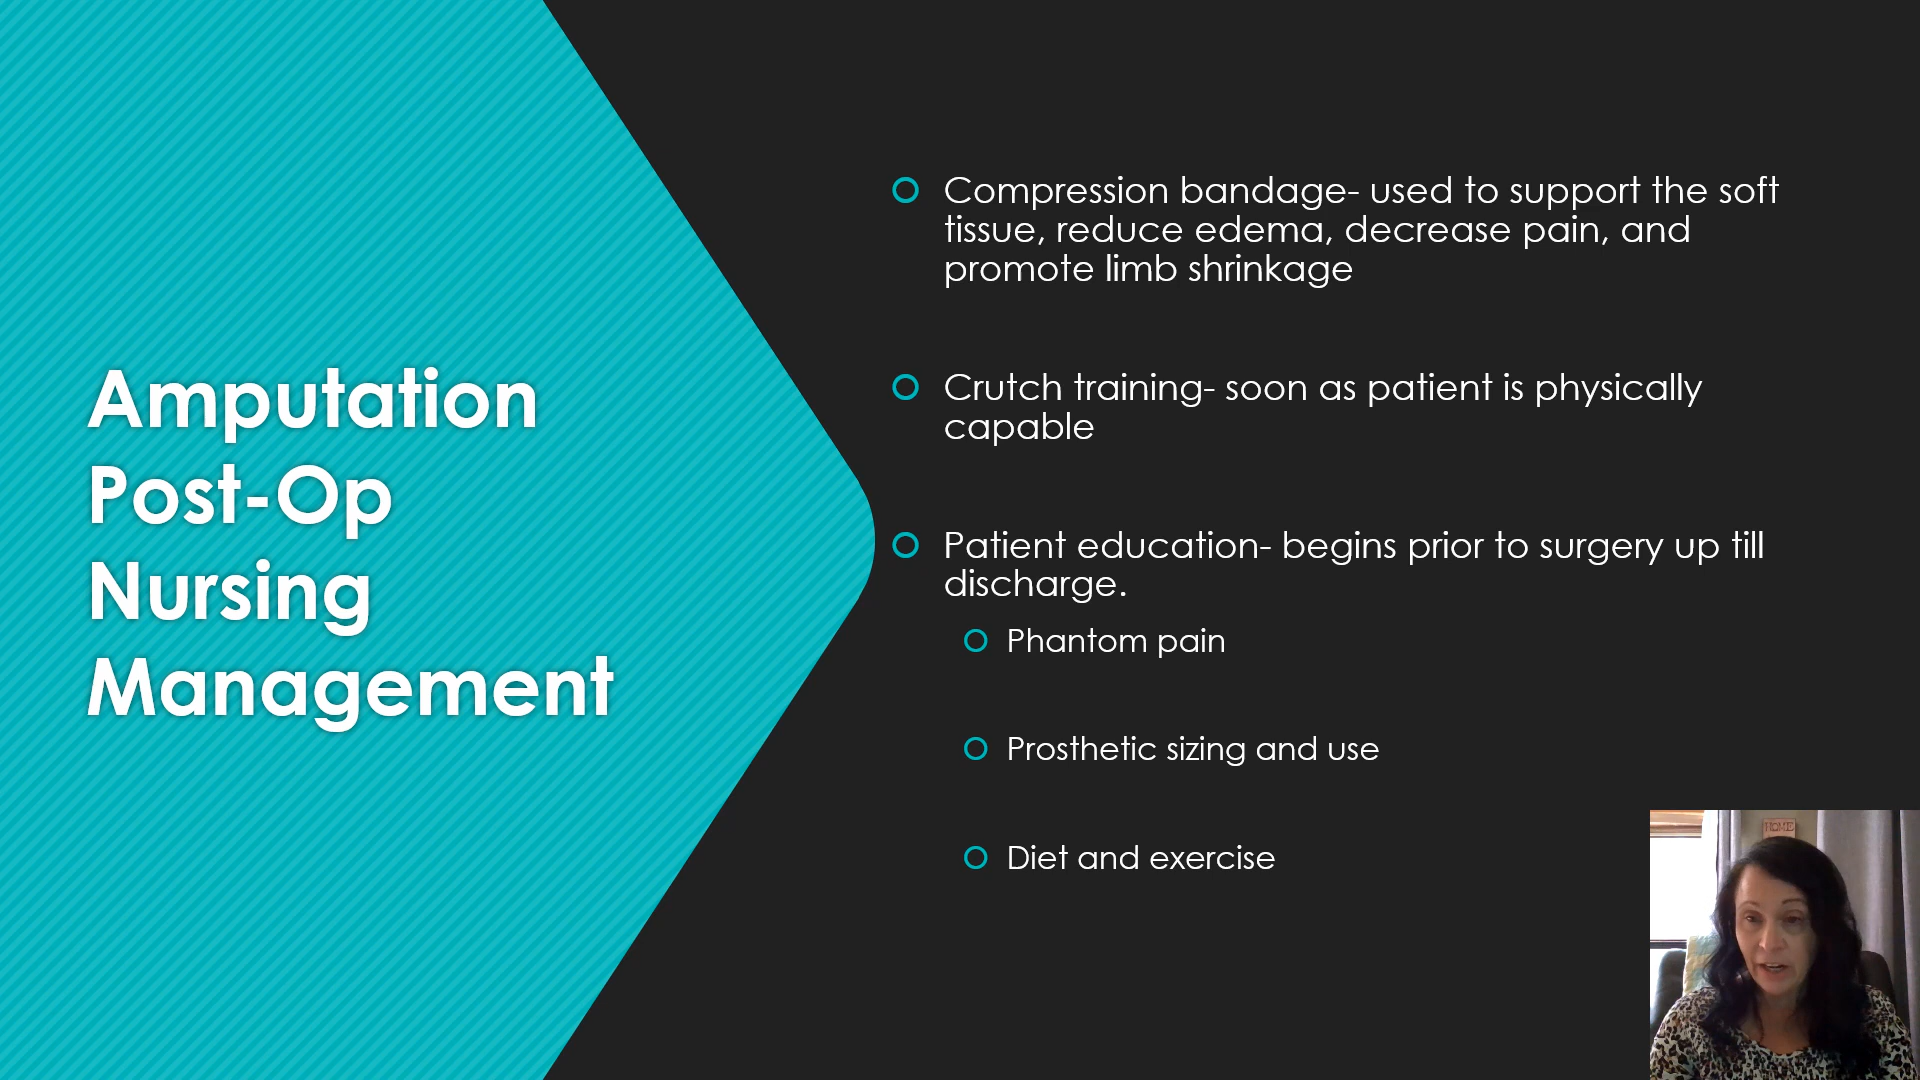 Amputation
Post-Op
Nursing
Management
Compression bandage- used to support the soft
tissue, reduce edema, decrease pain, and
promote limb shrinkage
Crutch training- soon as patient is physically
capable
Patient education- begins prior to surgery up till
discharge.
Phantom pain
Prosthetic sizing and use
Diet and exercise
HOME